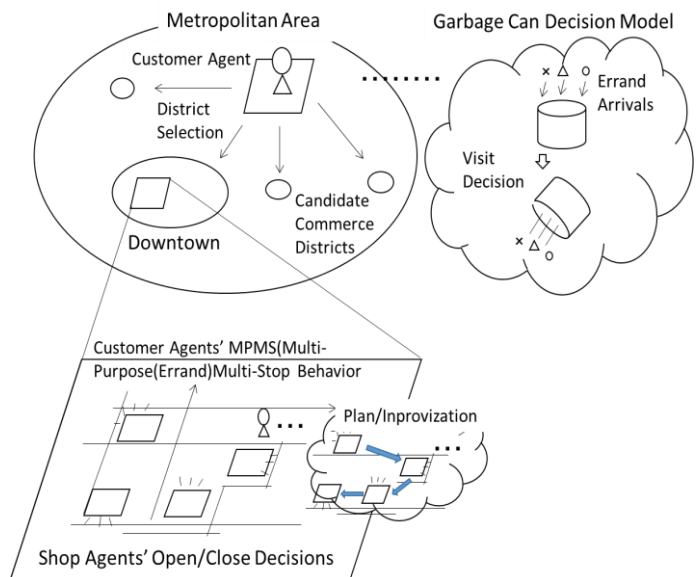 Metropolitan Area
Customer Agent
District
Selection
Candidate
Commerce
Districts
Downtown
Garbage Can Decision Model
Errand
Arrivals
Visit
Decision
Customer Agents' MPMS(Multi-
Purpose(Errand)Multi-Stop Behavior
Plan/Inprovization
Shop Agents' Open/Close Decisions